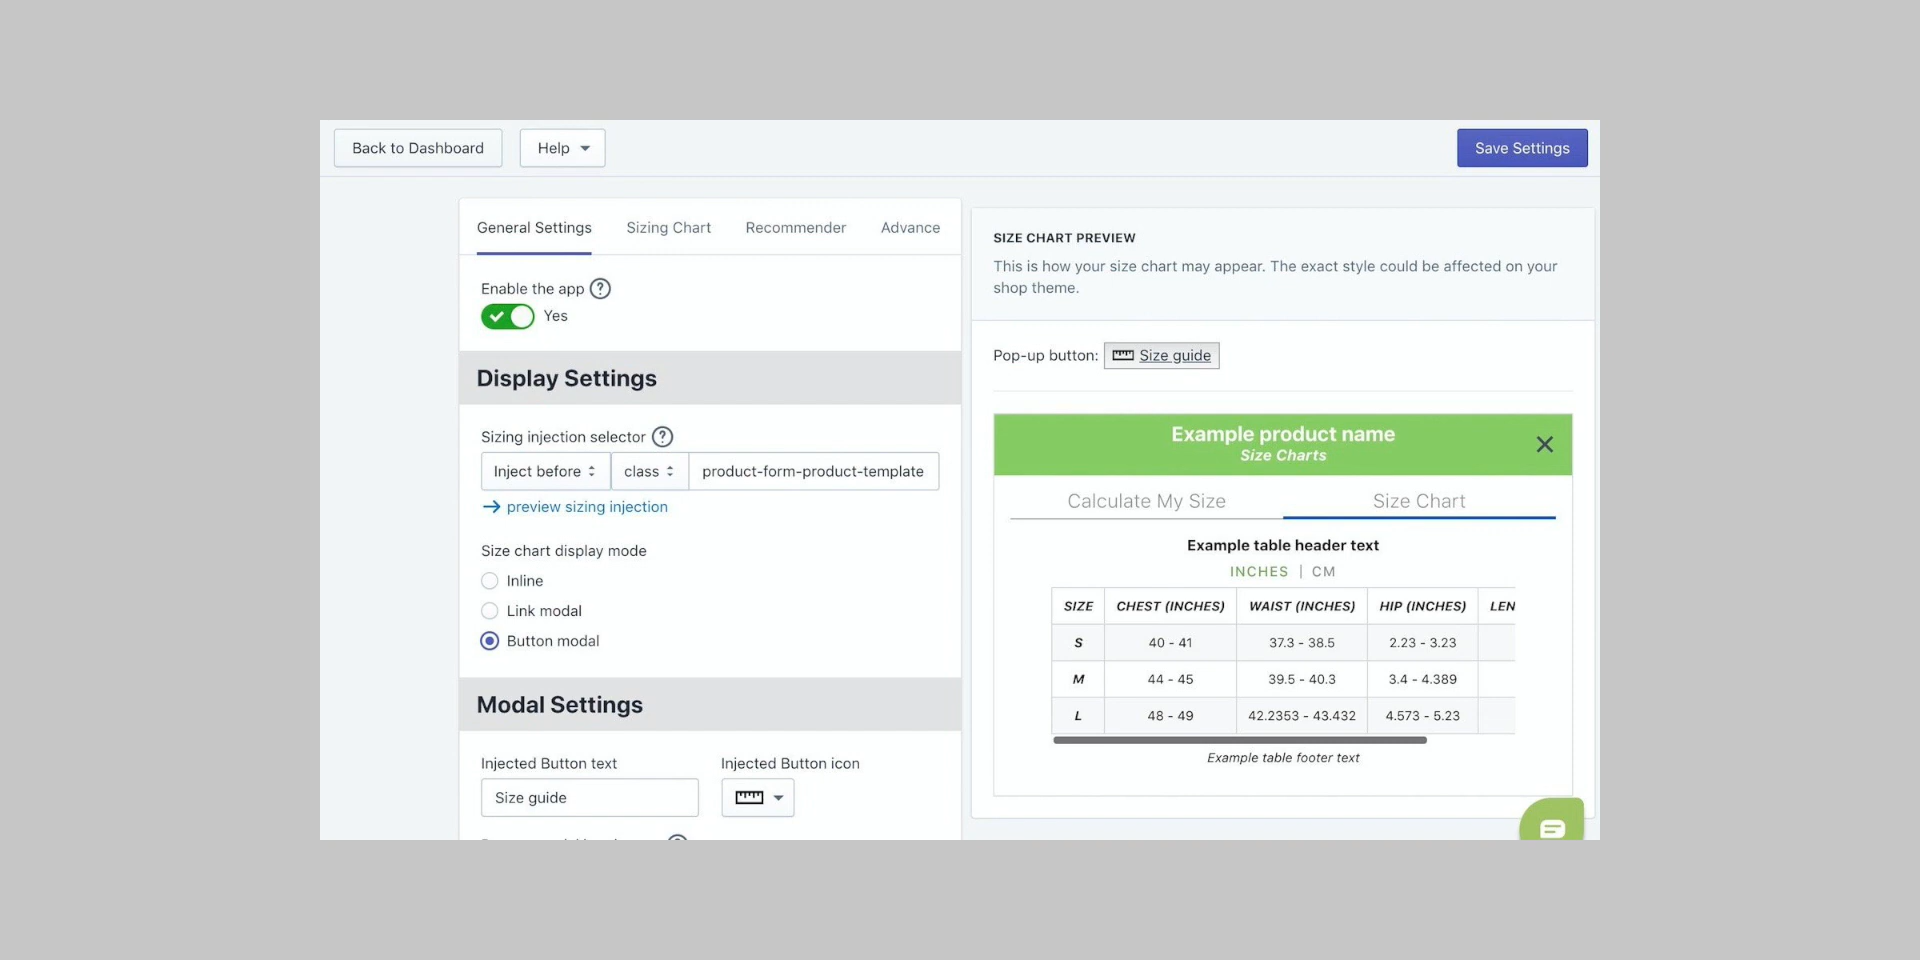 Back to Dashboard
Help
Save Settings
General Settings
Sizing Chart
Recommender
Advance
Enable the app ?
Yes
Display Settings
Sizing injection selector ?
Inject before
class
product-form-product-template
→ preview sizing injection
Size chart display mode
Inline
Link modal
Button modal
Modal Settings
Injected Button text
Injected Button icon
Size guide
SIZE CHART PREVIEW
This is how your size chart may appear. The exact style could be affected on your
shop theme.
Pop-up button: Size guide
Example product name
Size Charts
Calculate My Size
Size Chart
Example table header text
INCHES | CM
SIZE CHEST (INCHES) WAIST (INCHES) HIP (INCHES) LEN
S 40 - 41 37.3 - 38.5 2.23 - 3.23
M 44 - 45 39.5 - 40.3 3.4 - 4.389
L 48 - 49 42.2353 - 43.432 4.573 - 5.23
Example table footer text